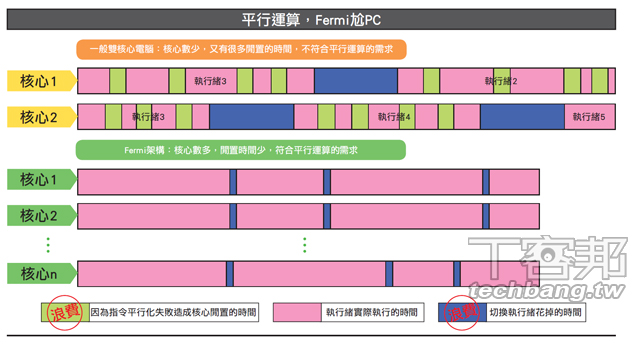 平行運算，Fermi尬PC
一般雙核心電腦：核心數少，又有很多閒置的時間，不符合平行運算的需求
核心1
執行緒3
執行緒2
核心2
執行緒3
執行緒4
執行緒5
Fermi架構：核心數多，閒置時間少，符合平行運算的需求
核心1
核心2
核心n
T客邦
techbang.tw
浪費
因為指令平行化失敗造成核心閒置的時間
執行緒實際執行的時間
浪費
切換執行緒花掉的時間